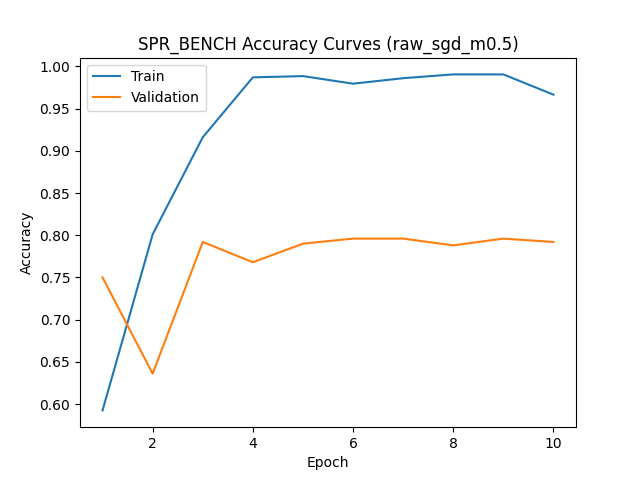 SPR_BENCH Accuracy Curves (raw_sgd_m0.5)
Train
Validation
1.00
0.95
0.90
0.85
0.80
0.75
0.70
0.65
0.60
Accuracy
2 4 6 8 10
Epoch